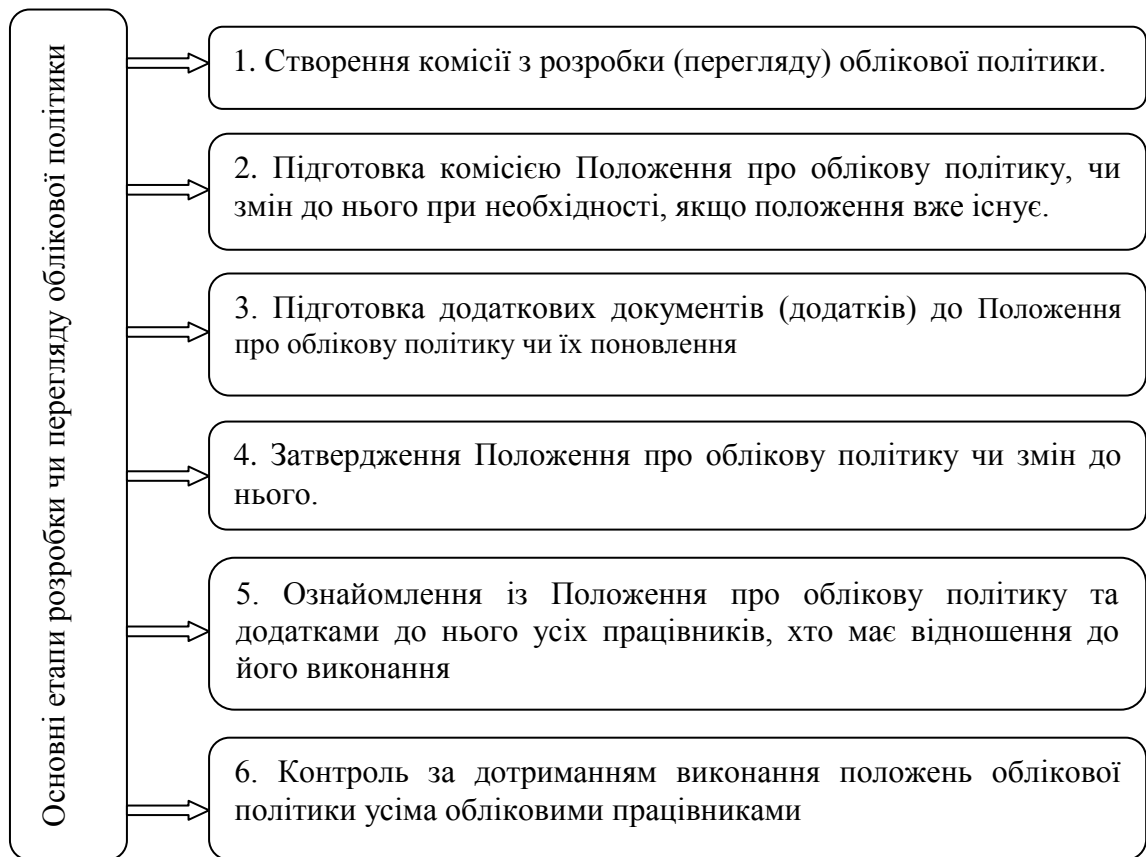 Основні етапи розробки чи перегляду облікової політики
1. Створення комісії з розробки (перегляду) облікової політики.
2. Підготовка комісією Положення про облікову політику, чи
змін до нього при необхідності, якщо положення вже існує.
3. Підготовка додаткових документів (додатків) до Положення
про облікову політику чи їх поновлення
4. Затвердження Положення про облікову політику чи змін до
нього.
5. Ознайомлення із Положення про облікову політику та
додатками до нього усіх працівників, хто має відношення до
його виконання
6. Контроль за дотриманням виконання положень облікової
політики усіма обліковими працівниками